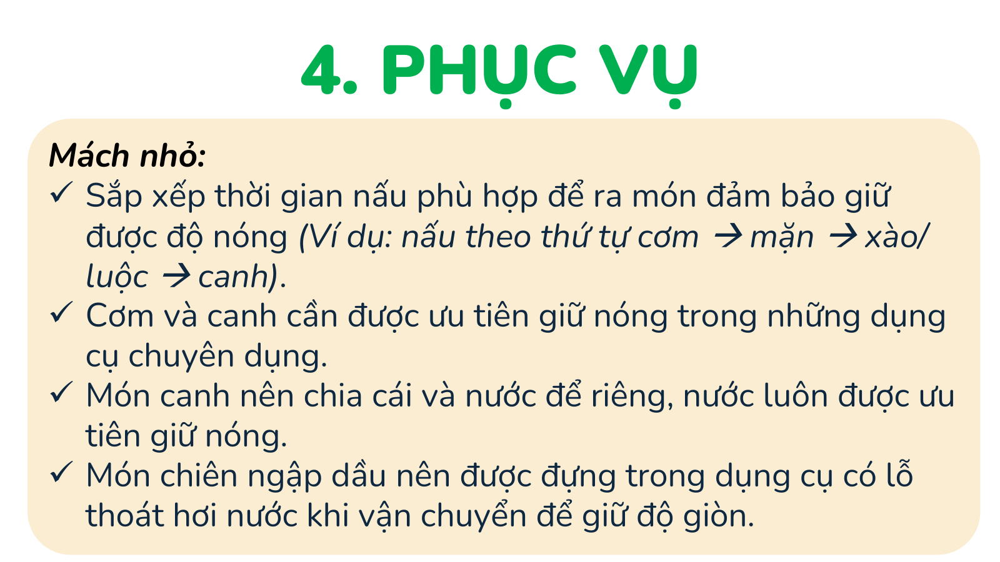 4. PHỤC VỤ
Mách nhỏ:
✓ Sắp xếp thời gian nấu phù hợp để ra món đảm bảo giữ
được độ nóng (Ví dụ: nấu theo thứ tự cơm → mặn → xào/
luộc → canh).
✓ Cơm và canh cần được ưu tiên giữ nóng trong những dụng
cụ chuyên dụng.
✓ Món canh nên chia cái và nước để riêng, nước luôn được ưu
tiên giữ nóng.
✓ Món chiên ngập dầu nên được đựng trong dụng cụ có lỗ
thoát hơi nước khi vận chuyển để giữ độ giòn.